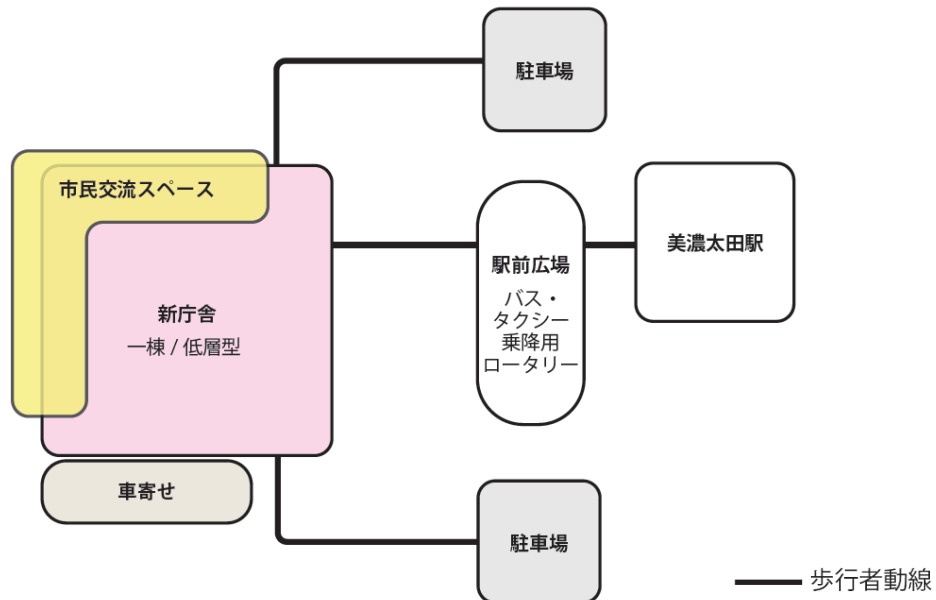 駐車場
市民交流スペース
新庁舎
一棟 / 低層型
駅前広場
バス・
タクシー
乗降用
ロータリー
美濃太田駅
車寄せ
駐車場
歩行者動線